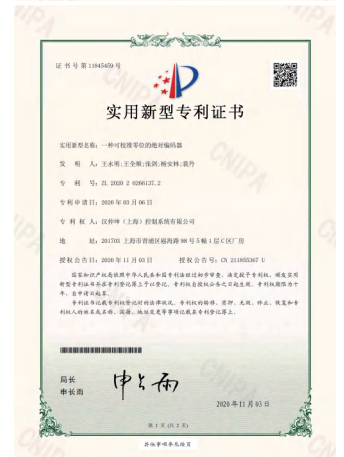 证书号第11845459号
实用新型专利证书
实用新型名称：一种可校准零位的绝对编码器
发明人：王永明;王全顺;张剑;杨安林;裴丹
专利号：ZL 2020 2 0266137.2
专利申请日：2020年03月06日
专利权人：汉仲坤（上海）控制系统有限公司
地址：201703 上海市青浦区崧海路98号5幢1层C区厂房
授权公告日：2020年11月03日 授权公告号：CN 211855367 U
国家知识产权局依照中华人民共和国专利法经过初步审查，决定授予专利权，颁发实用
新型专利证书并在专利登记簿上予以登记。专利权自授权公告之日起生效。专利权期限为十
年，自申请日起算。
专利证书记载专利权登记时的法律状况。专利权的转移、质押、无效、终止、恢复和专
利权人的姓名或名称、国籍、地址变更等事项记载在专利登记簿上。
局长
申长雨
申长雨
2020年11月03日
第 1 页（共 2 页）
其他事项参见续页
CNIPA